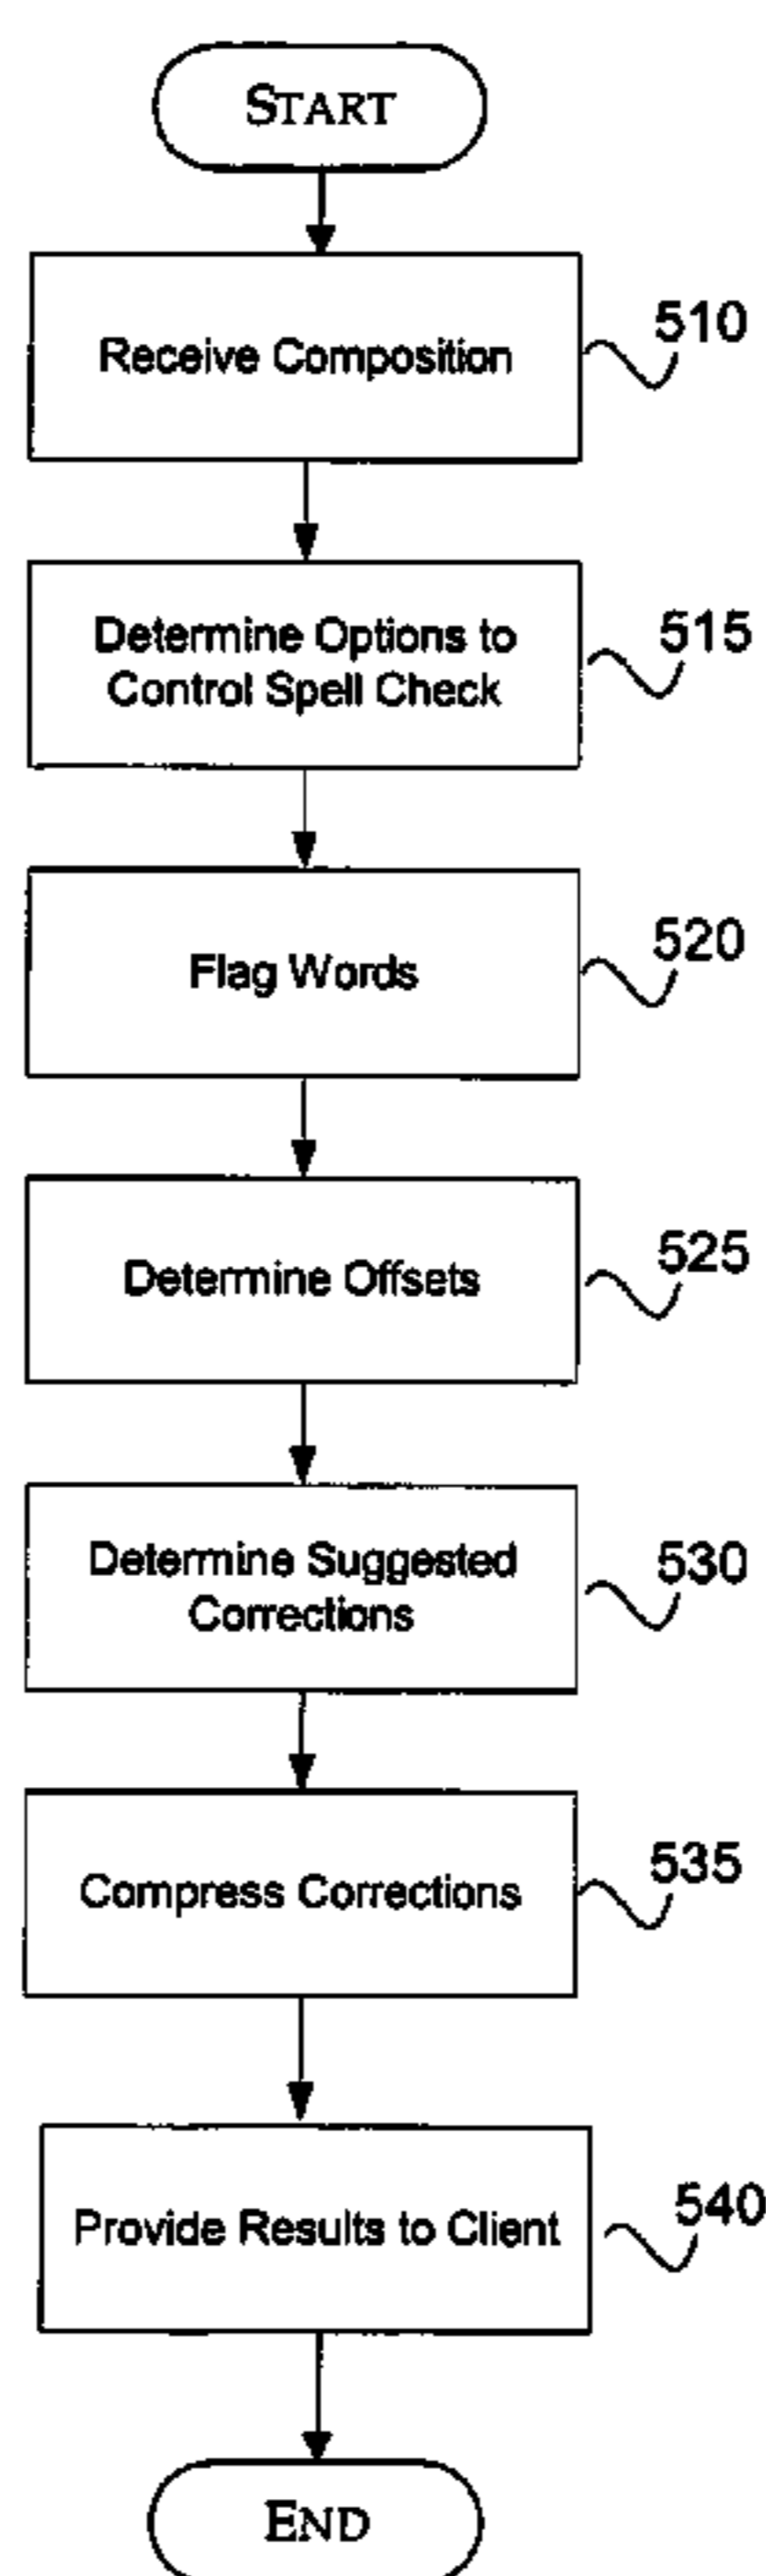 START
Receive Composition
510
Determine Options to
Control Spell Check
515
Flag Words
520
Determine Offsets
525
Determine Suggested
Corrections
530
Compress Corrections
535
Provide Results to Client
540
END